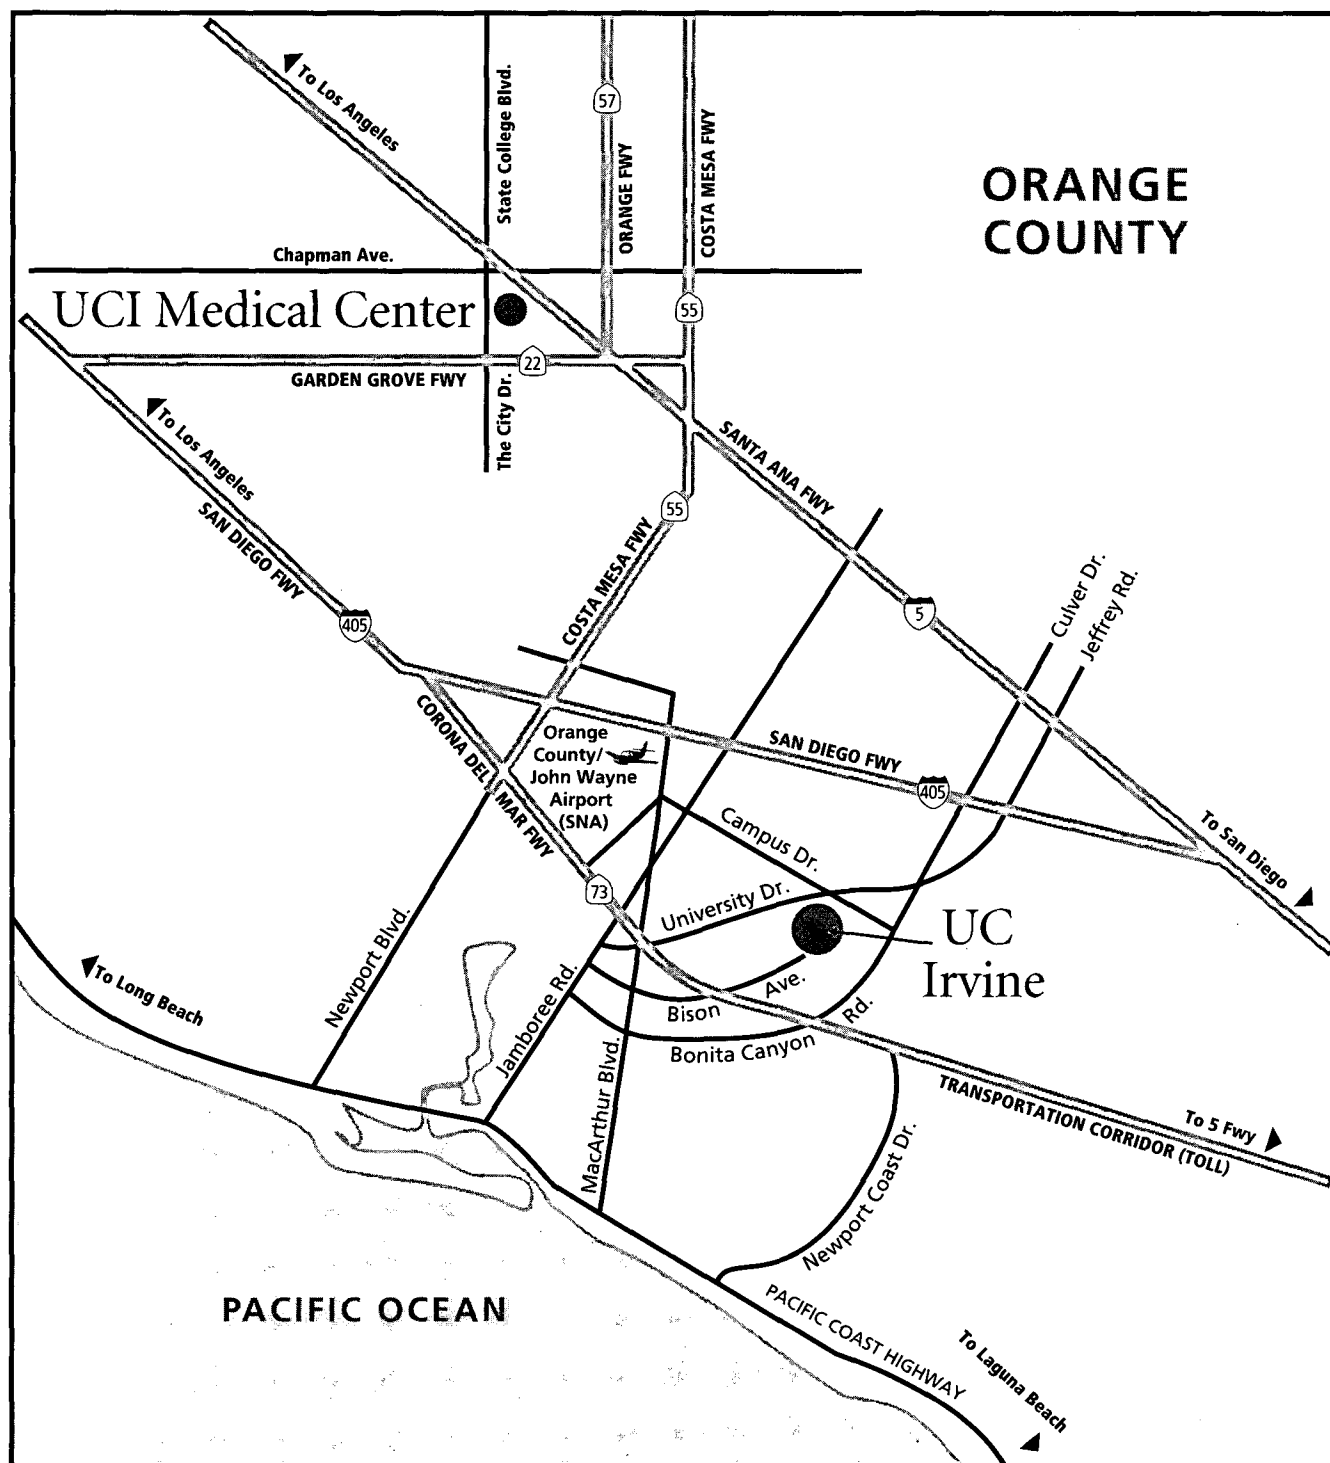 To Los Angeles
State College Blvd.
57
ORANGE FWY
COSTA MESA FWY
ORANGE
COUNTY
Chapman Ave.
UCI Medical Center
55
22
GARDEN GROVE FWY
The City Dr.
To Los Angeles
SAN DIEGO FWY
SANTA ANA FWY
55
COSTA MESA FWY
405
5
Culver Dr.
Jeffrey Rd.
CORONA DEL MAR FWY
Orange
County/
John Wayne
Airport
(SNA)
SAN DIEGO FWY
405
Campus Dr.
To San Diego
73
University Dr.
UC
Irvine
Newport Blvd.
To Long Beach
Jamboree Rd.
Bison Ave.
Bonita Canyon Rd.
MacArthur Blvd.
TRANSPORTATION CORRIDOR (TOLL)
To 5 Fwy
Newport Coast Dr.
PACIFIC OCEAN
PACIFIC COAST HIGHWAY
To Laguna Beach